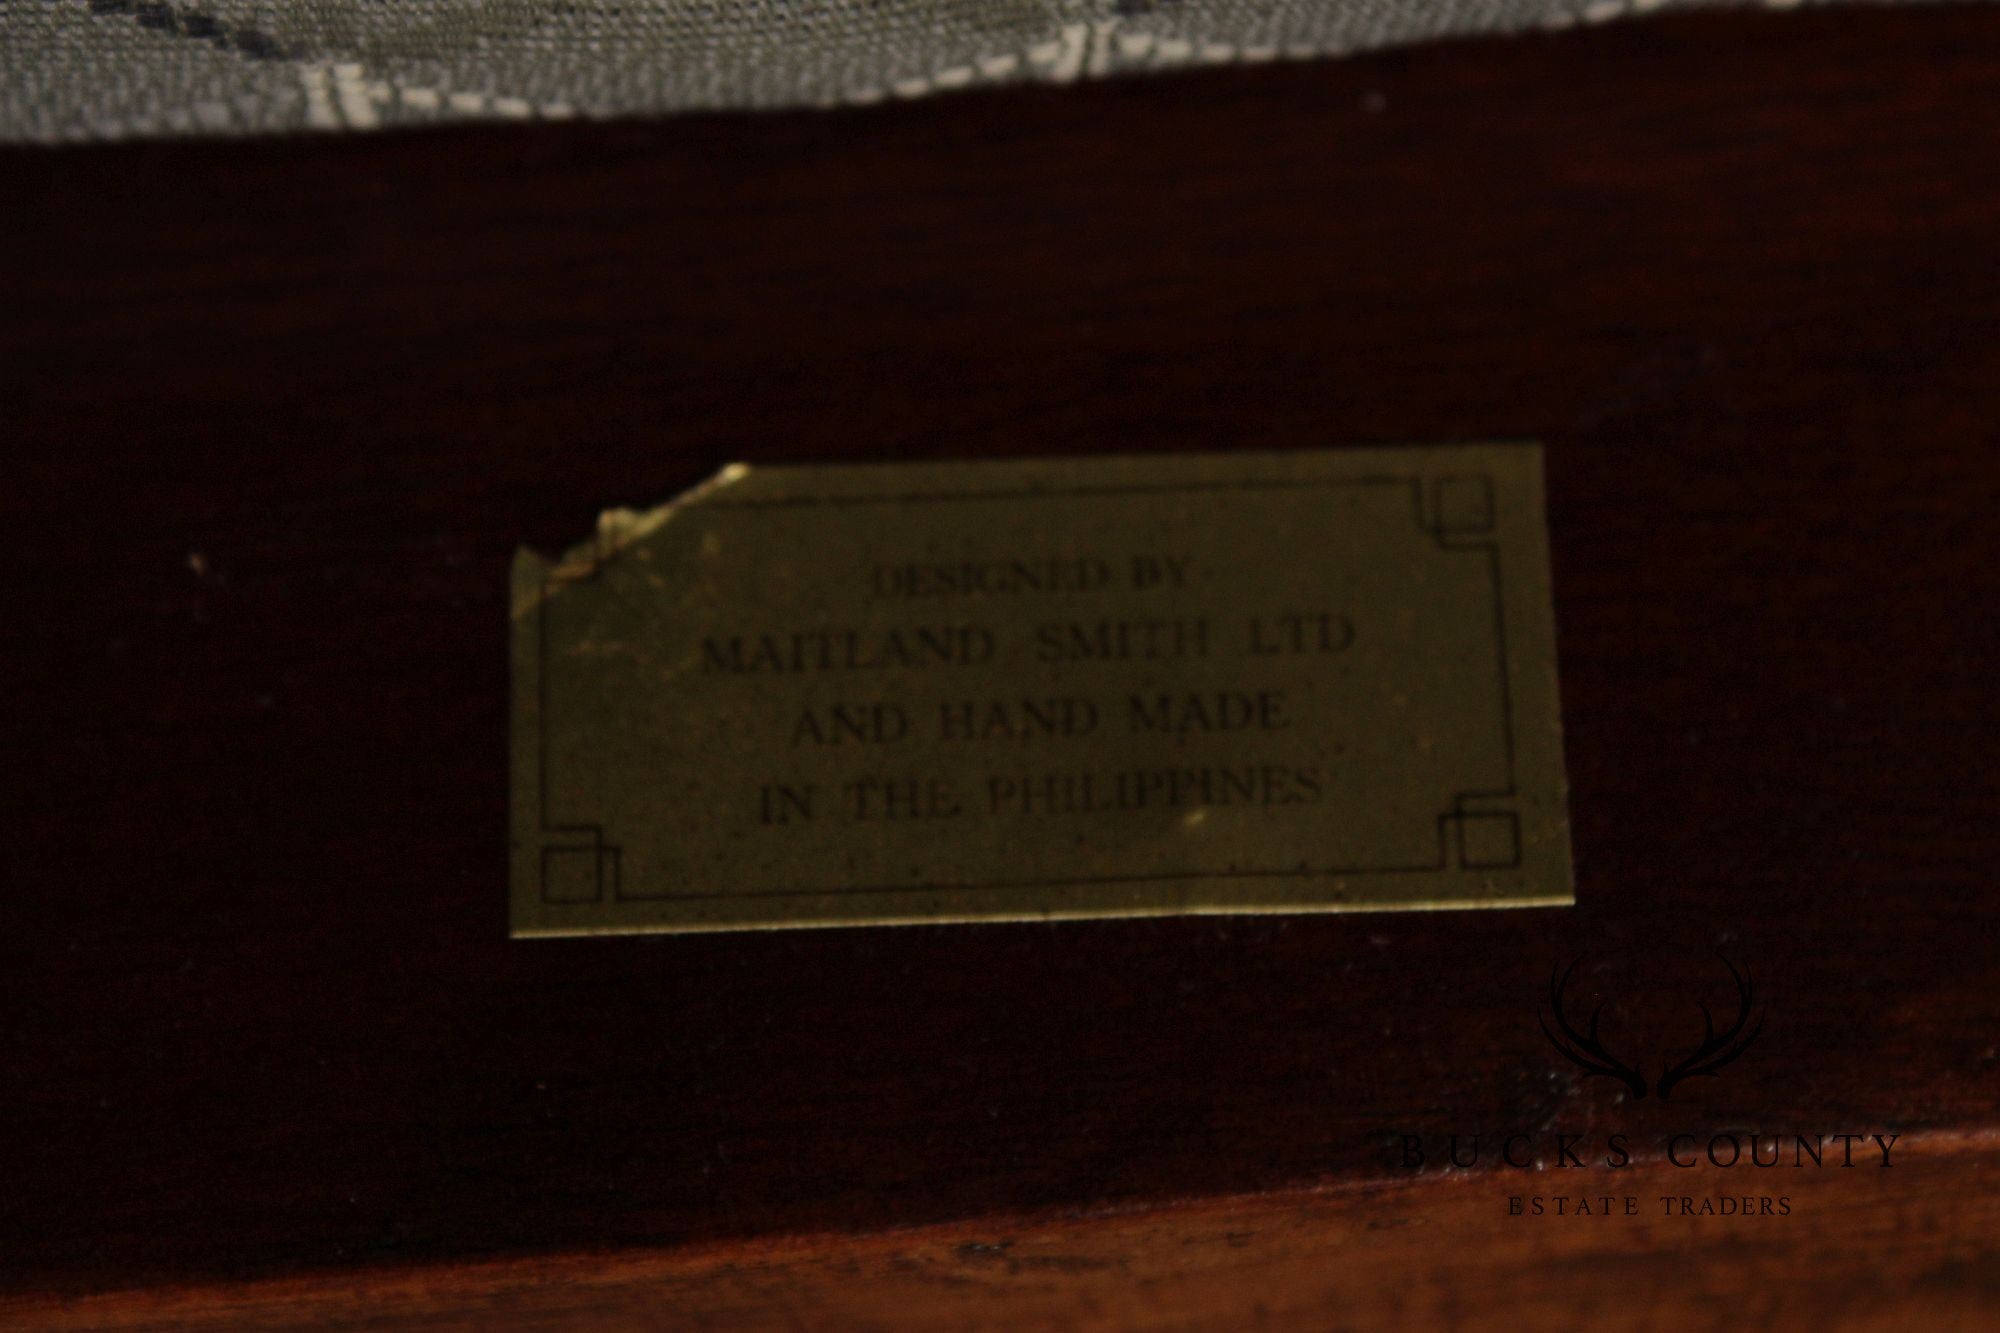 DESIGNED BY
MAITLAND SMITH LTD
AND HAND MADE
IN THE PHILIPPINES
BUCKS COUNTY
ESTATE TRADERS